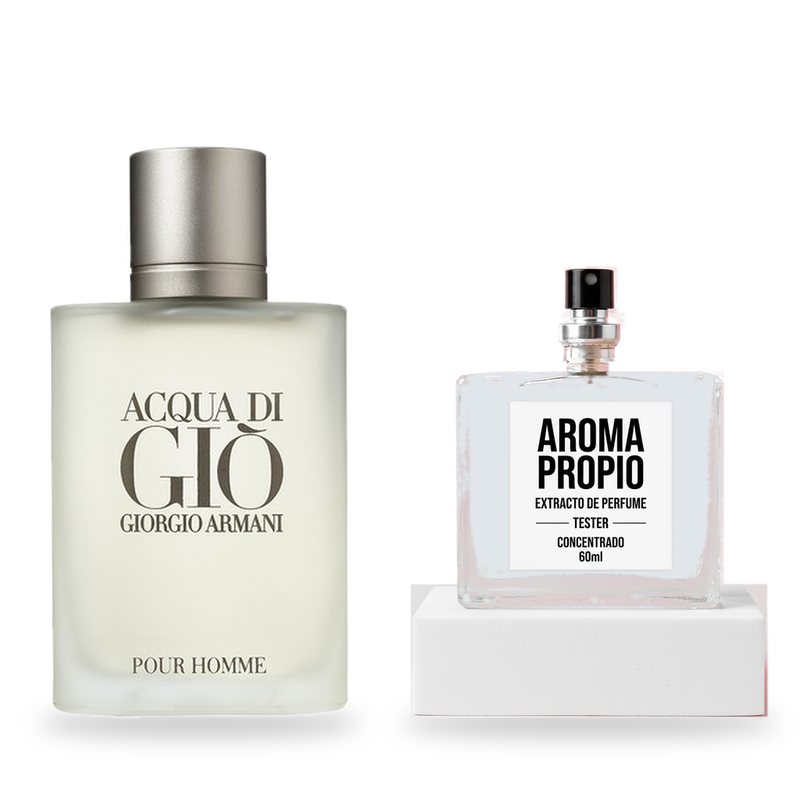 ACQUA DI
GIÒ
GIORGIO ARMANI
POUR HOMME
AROMA
PROPIO
EXTRACTO DE PERFUME
TESTER
CONCENTRADO
60ml